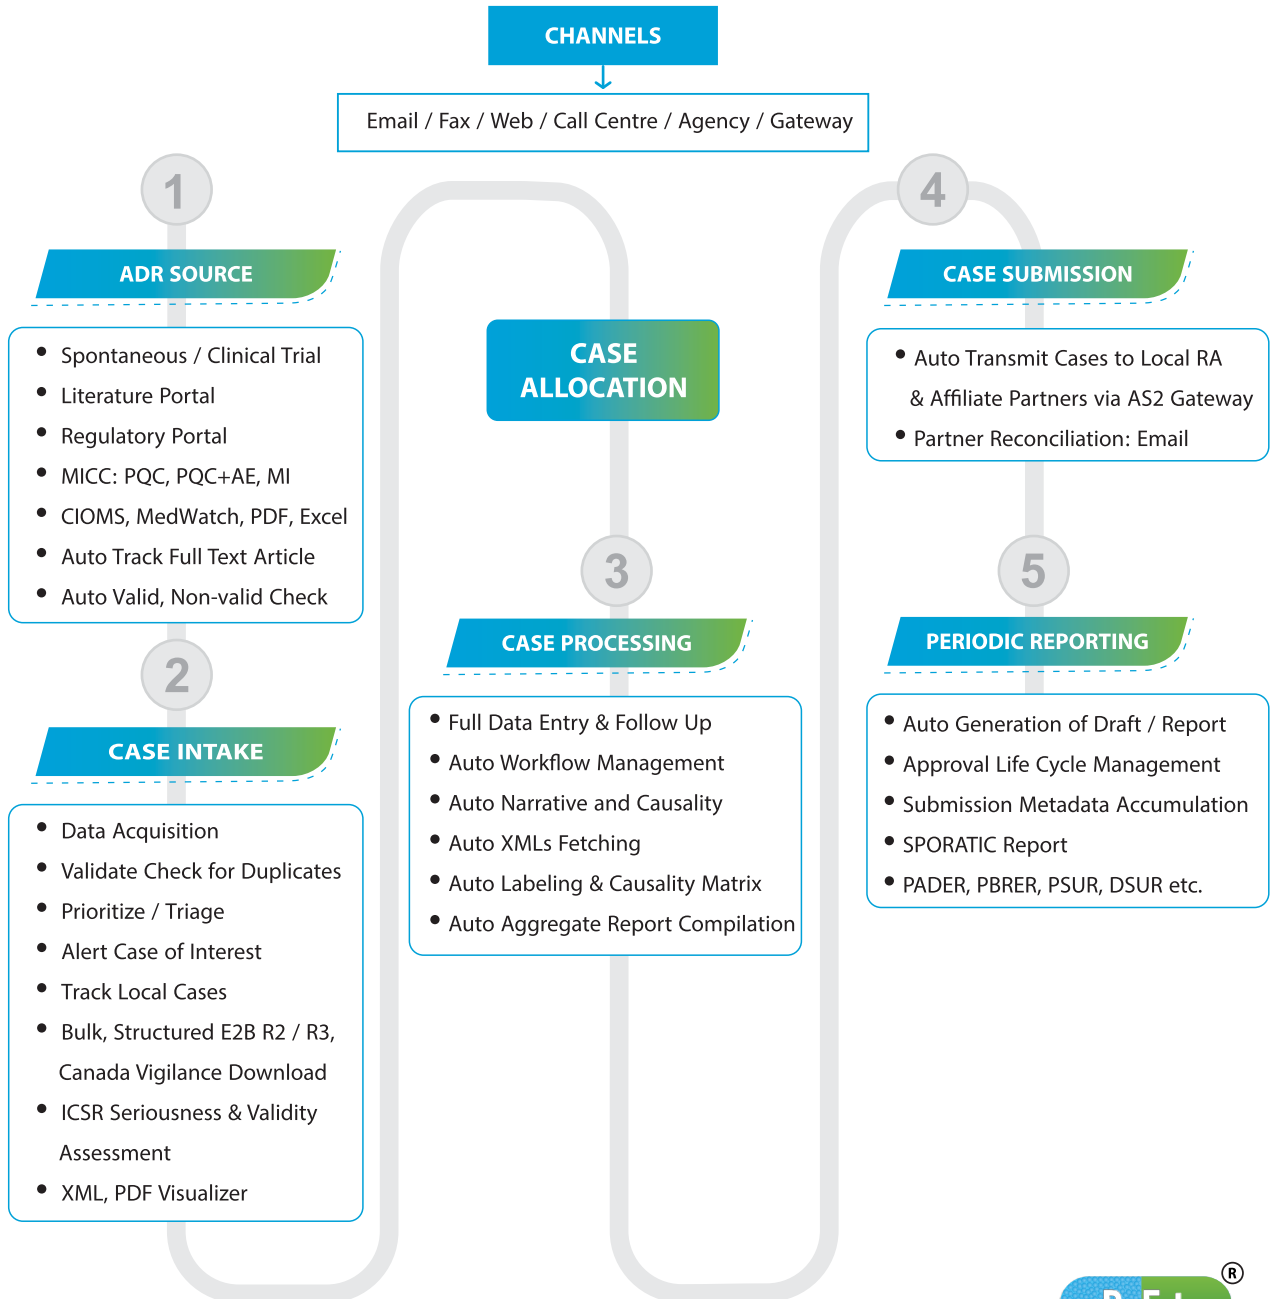 CHANNELS
Email / Fax / Web / Call Centre / Agency / Gateway
1
ADR SOURCE
• Spontaneous / Clinical Trial
• Literature Portal
• Regulatory Portal
• MICC: PQC, PQC+AE, MI
• CIOMS, MedWatch, PDF, Excel
• Auto Track Full Text Article
• Auto Valid, Non-valid Check
2
CASE INTAKE
• Data Acquisition
• Validate Check for Duplicates
• Prioritize / Triage
• Alert Case of Interest
• Track Local Cases
• Bulk, Structured E2B R2 / R3,
Canada Vigilance Download
• ICSR Seriousness & Validity
Assessment
• XML, PDF Visualizer
CASE
ALLOCATION
3
CASE PROCESSING
• Full Data Entry & Follow Up
• Auto Workflow Management
• Auto Narrative and Causality
• Auto XMLs Fetching
• Auto Labeling & Causality Matrix
• Auto Aggregate Report Compilation
4
CASE SUBMISSION
• Auto Transmit Cases to Local RA
& Affiliate Partners via AS2 Gateway
• Partner Reconciliation: Email
5
PERIODIC REPORTING
• Auto Generation of Draft / Report
• Approval Life Cycle Management
• Submission Metadata Accumulation
• SPORATIC Report
• PADER, PBRER, PSUR, DSUR etc.
®